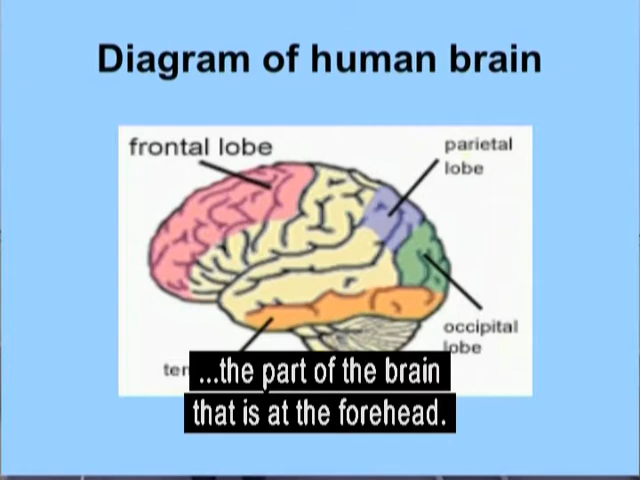 Diagram of human brain
frontal lobe
parietal
lobe
occipital
lobe
...the part of the brain
that is at the forehead.